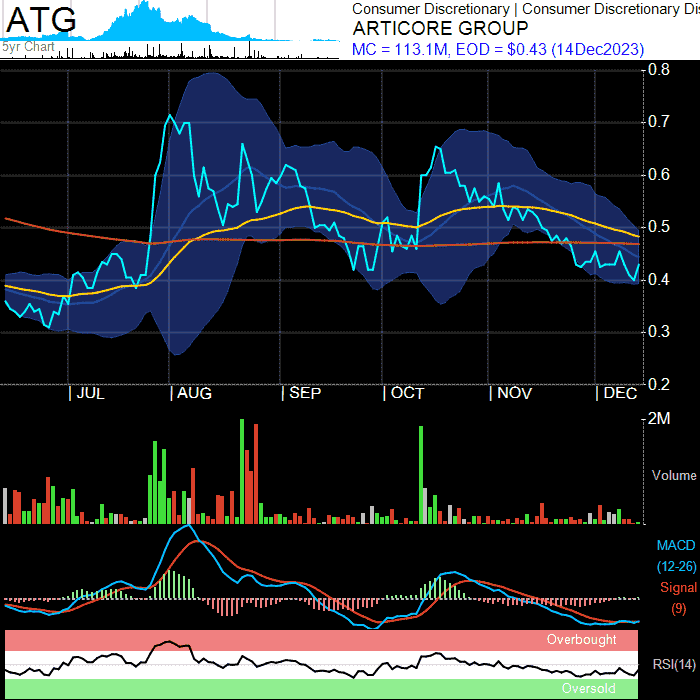 ATG
5yr Chart
Consumer Discretionary | Consumer Discretionary Dis
ARTICORE GROUP
MC = 113.1M, EOD = $0.43 (14Dec2023)
0.8
0.7
0.6
0.5
0.4
0.3
0.2
| JUL | AUG | SEP | OCT | NOV | DEC
2M
Volume
MACD
(12-26)
Signal
(9)
Overbought
RSI(14)
Oversold